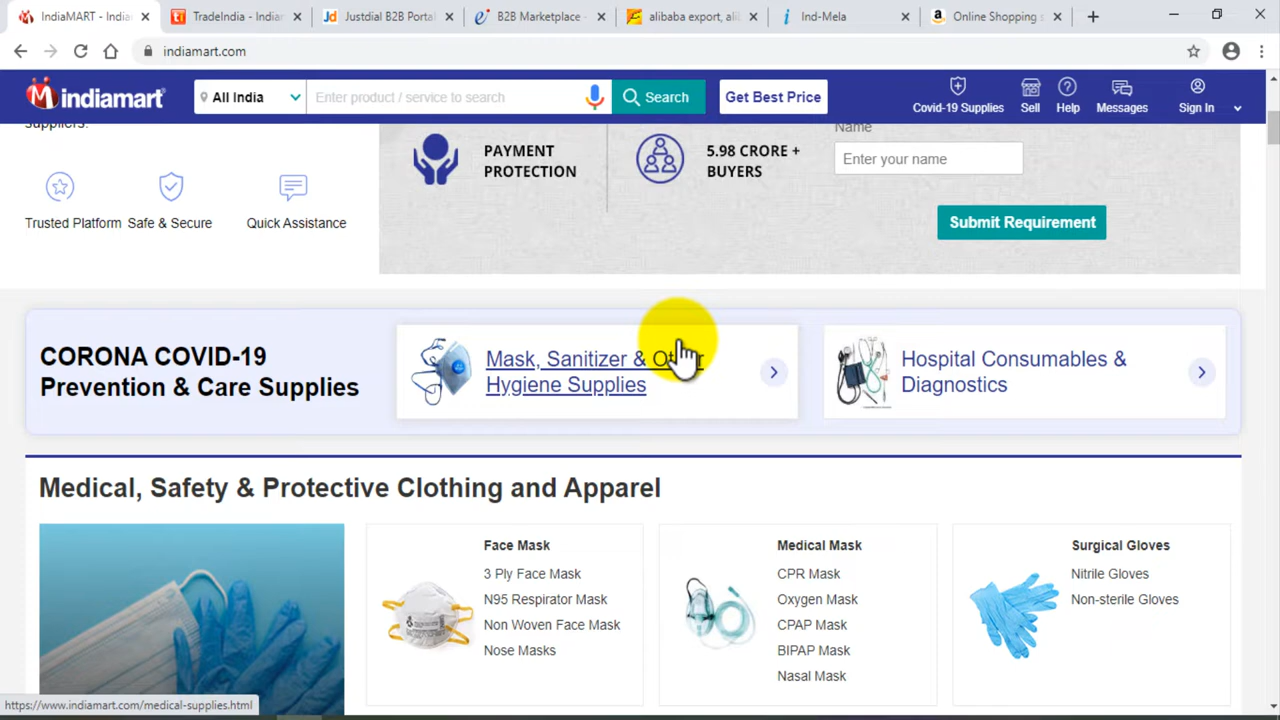 IndiaMART - India
TradeIndia - Indian
Jd Justdial B2B Portal
B2B Marketplace -
alibaba export, ali
Ind-Mela
Online Shopping s
indiamart.com
indiamart
All India
Enter product / service to search
Search
Get Best Price
Covid-19 Supplies
Sell
Help
Messages
Sign In
suppliers.
Trusted Platform
Safe & Secure
Quick Assistance
PAYMENT
PROTECTION
5.98 CRORE +
BUYERS
Name
Enter your name
Submit Requirement
CORONA COVID-19
Prevention & Care Supplies
Mask, Sanitizer & Other
Hygiene Supplies
Hospital Consumables &
Diagnostics
Medical, Safety & Protective Clothing and Apparel
Face Mask
3 Ply Face Mask
N95 Respirator Mask
Non Woven Face Mask
Nose Masks
Medical Mask
CPR Mask
Oxygen Mask
CPAP Mask
BIPAP Mask
Nasal Mask
Surgical Gloves
Nitrile Gloves
Non-sterile Gloves
https://www.indiamart.com/medical-supplies.html